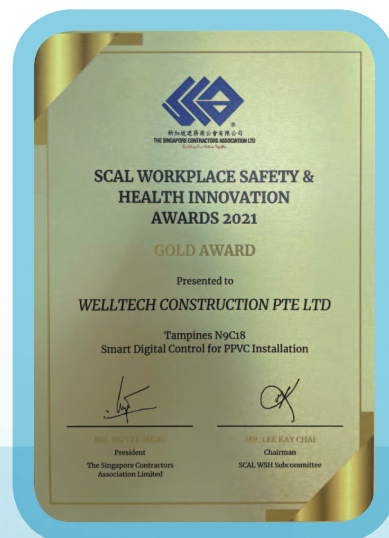 新加坡建築商公會有限公司
THE SINGAPORE CONTRACTORS ASSOCIATION LTD
SCAL WORKPLACE SAFETY &
HEALTH INNOVATION
AWARDS 2021
GOLD AWARD
Presented to
WELLTECH CONSTRUCTION PTE LTD
Tampines N9C18
Smart Digital Control for PPVC Installation
MR. LEE KAY CHAI
President
Chairman
The Singapore Contractors
Association Limited
SCAL WSH Subcommittee